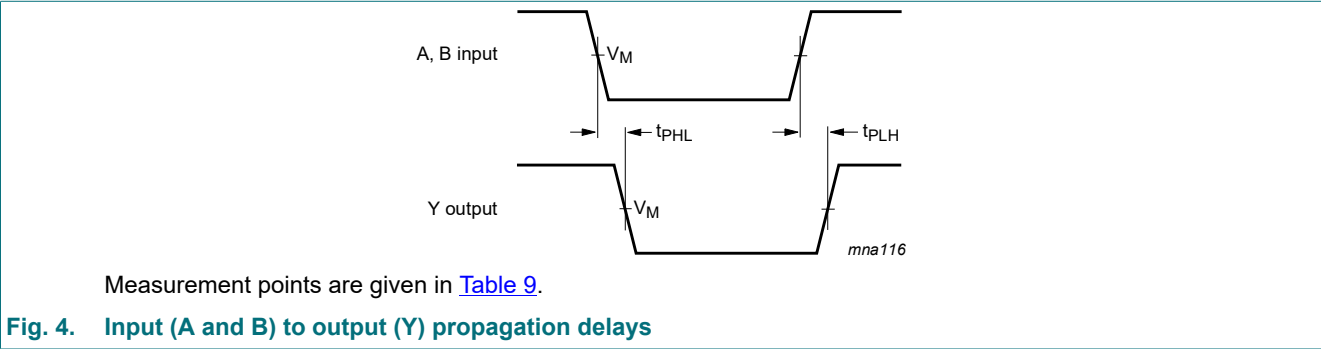 A, B input
VM
tPHL
tPLH
Y output
VM
mna116
Measurement points are given in Table 9.
Fig. 4. Input (A and B) to output (Y) propagation delays